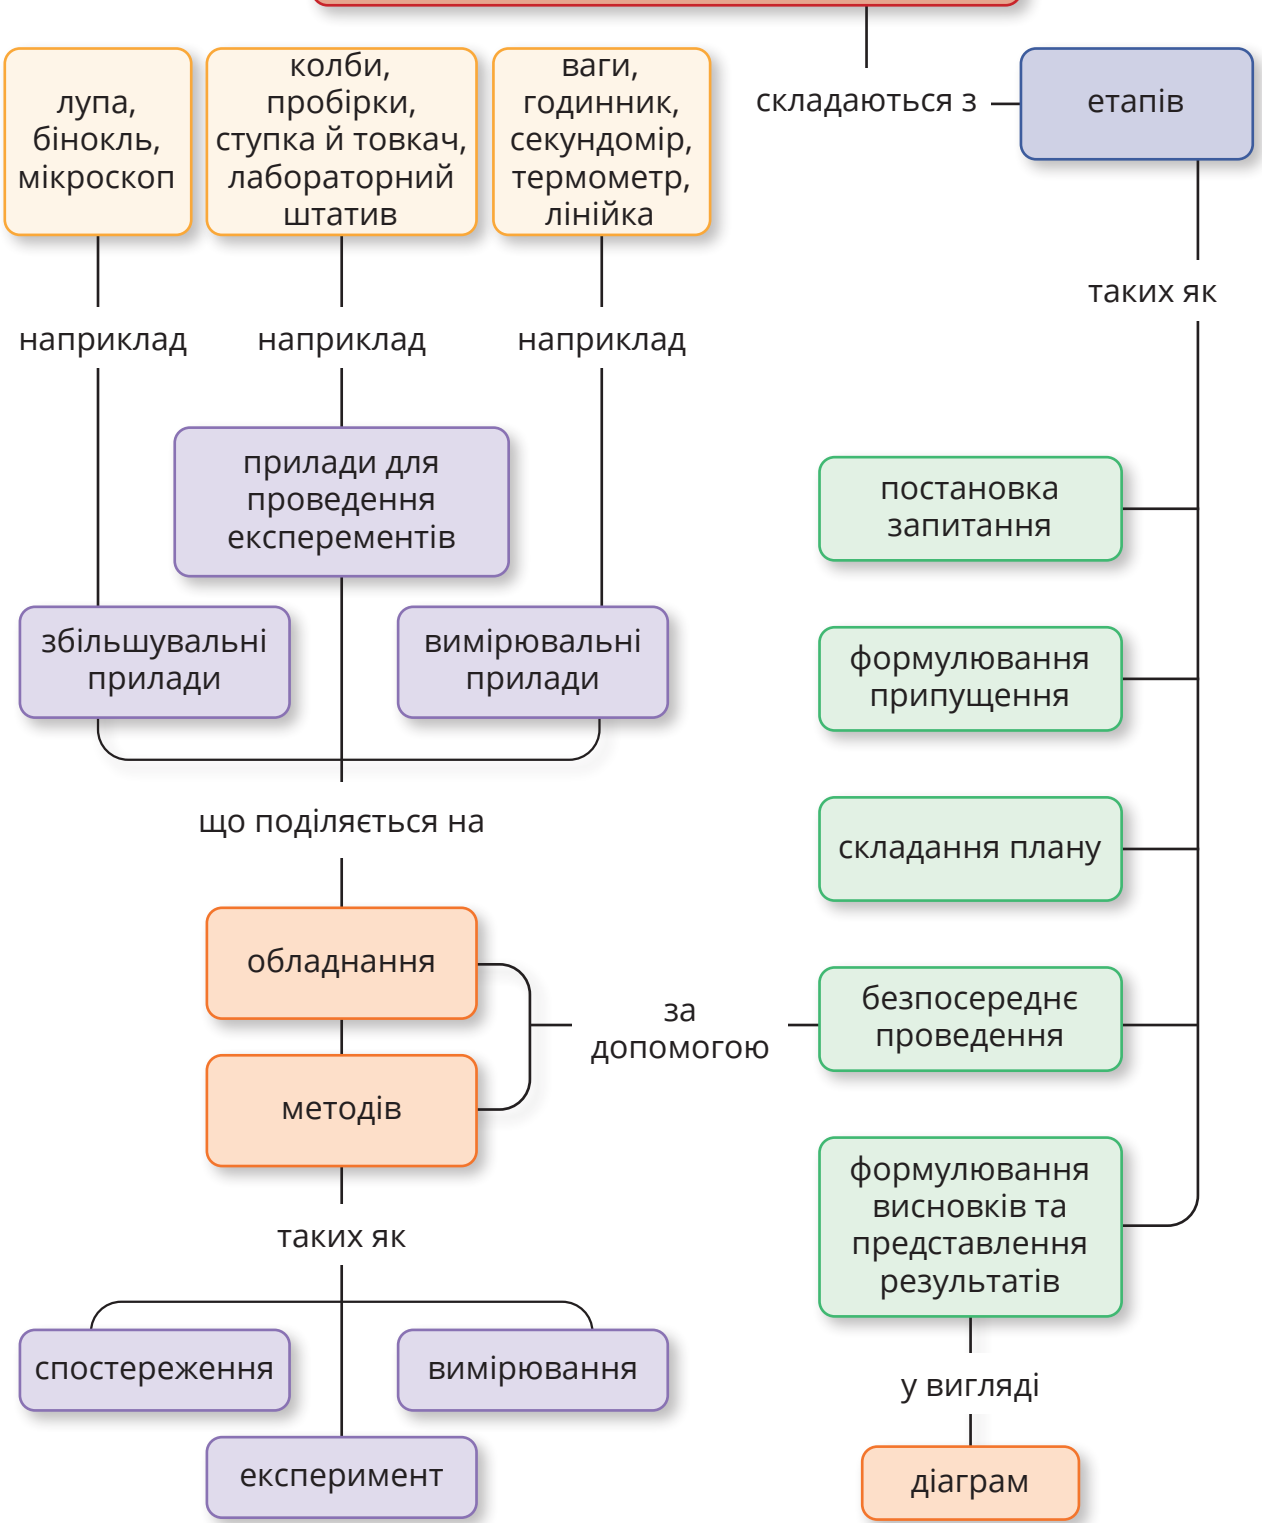 складаються з
етапів
лупа,
бінокль,
мікроскоп
колби,
пробірки,
ступка й товкач,
лабораторний
штатив
ваги,
годинник,
секундомір,
термометр,
лінійка
таких як
наприклад
наприклад
наприклад
прилади для
проведення
експерементів
збільшувальні
прилади
вимірювальні
прилади
що поділяється на
обладнання
методів
за
допомогою
постановка
запитання
формулювання
припущення
складання плану
безпосереднє
проведення
формулювання
висновків та
представлення
результатів
таких як
спостереження
вимірювання
експеримент
у вигляді
діаграм